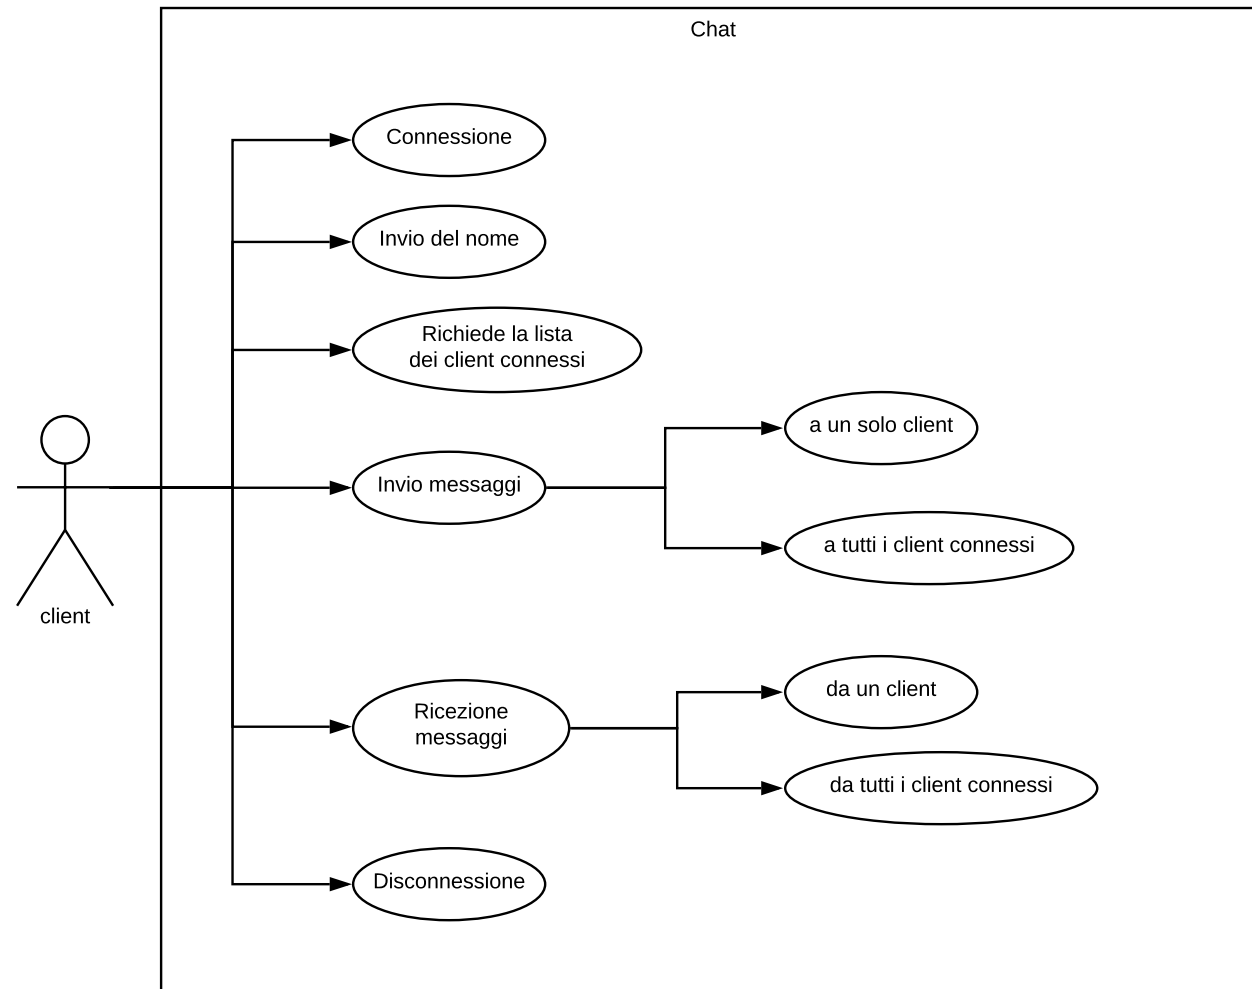 Chat
Connessione
Invio del nome
Richiede la lista
dei client connessi
a un solo client
Invio messaggi
a tutti i client connessi
client
da un client
Ricezione
messaggi
da tutti i client connessi
Disconnessione